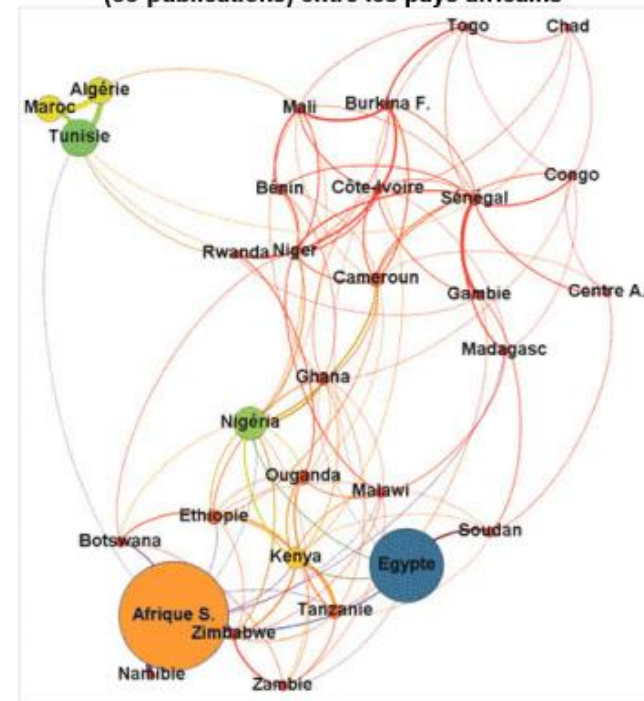 (co-publications) entre les pays africains
Togo
Chad
Algérie
Maroc
Tunisie
Mali
Burkina F.
Bénin
Côte-Ivoire
Sénégal
Congo
Rwanda
Niger
Cameroun
Gambie
Centre A.
Madagasc
Ghana
Nigéria
Ouganda
Malawi
Ethiopie
Soudan
Botswana
Kenya
Egypte
Afrique S.
Tanzanie
Zimbabwe
Namibie
Zambie